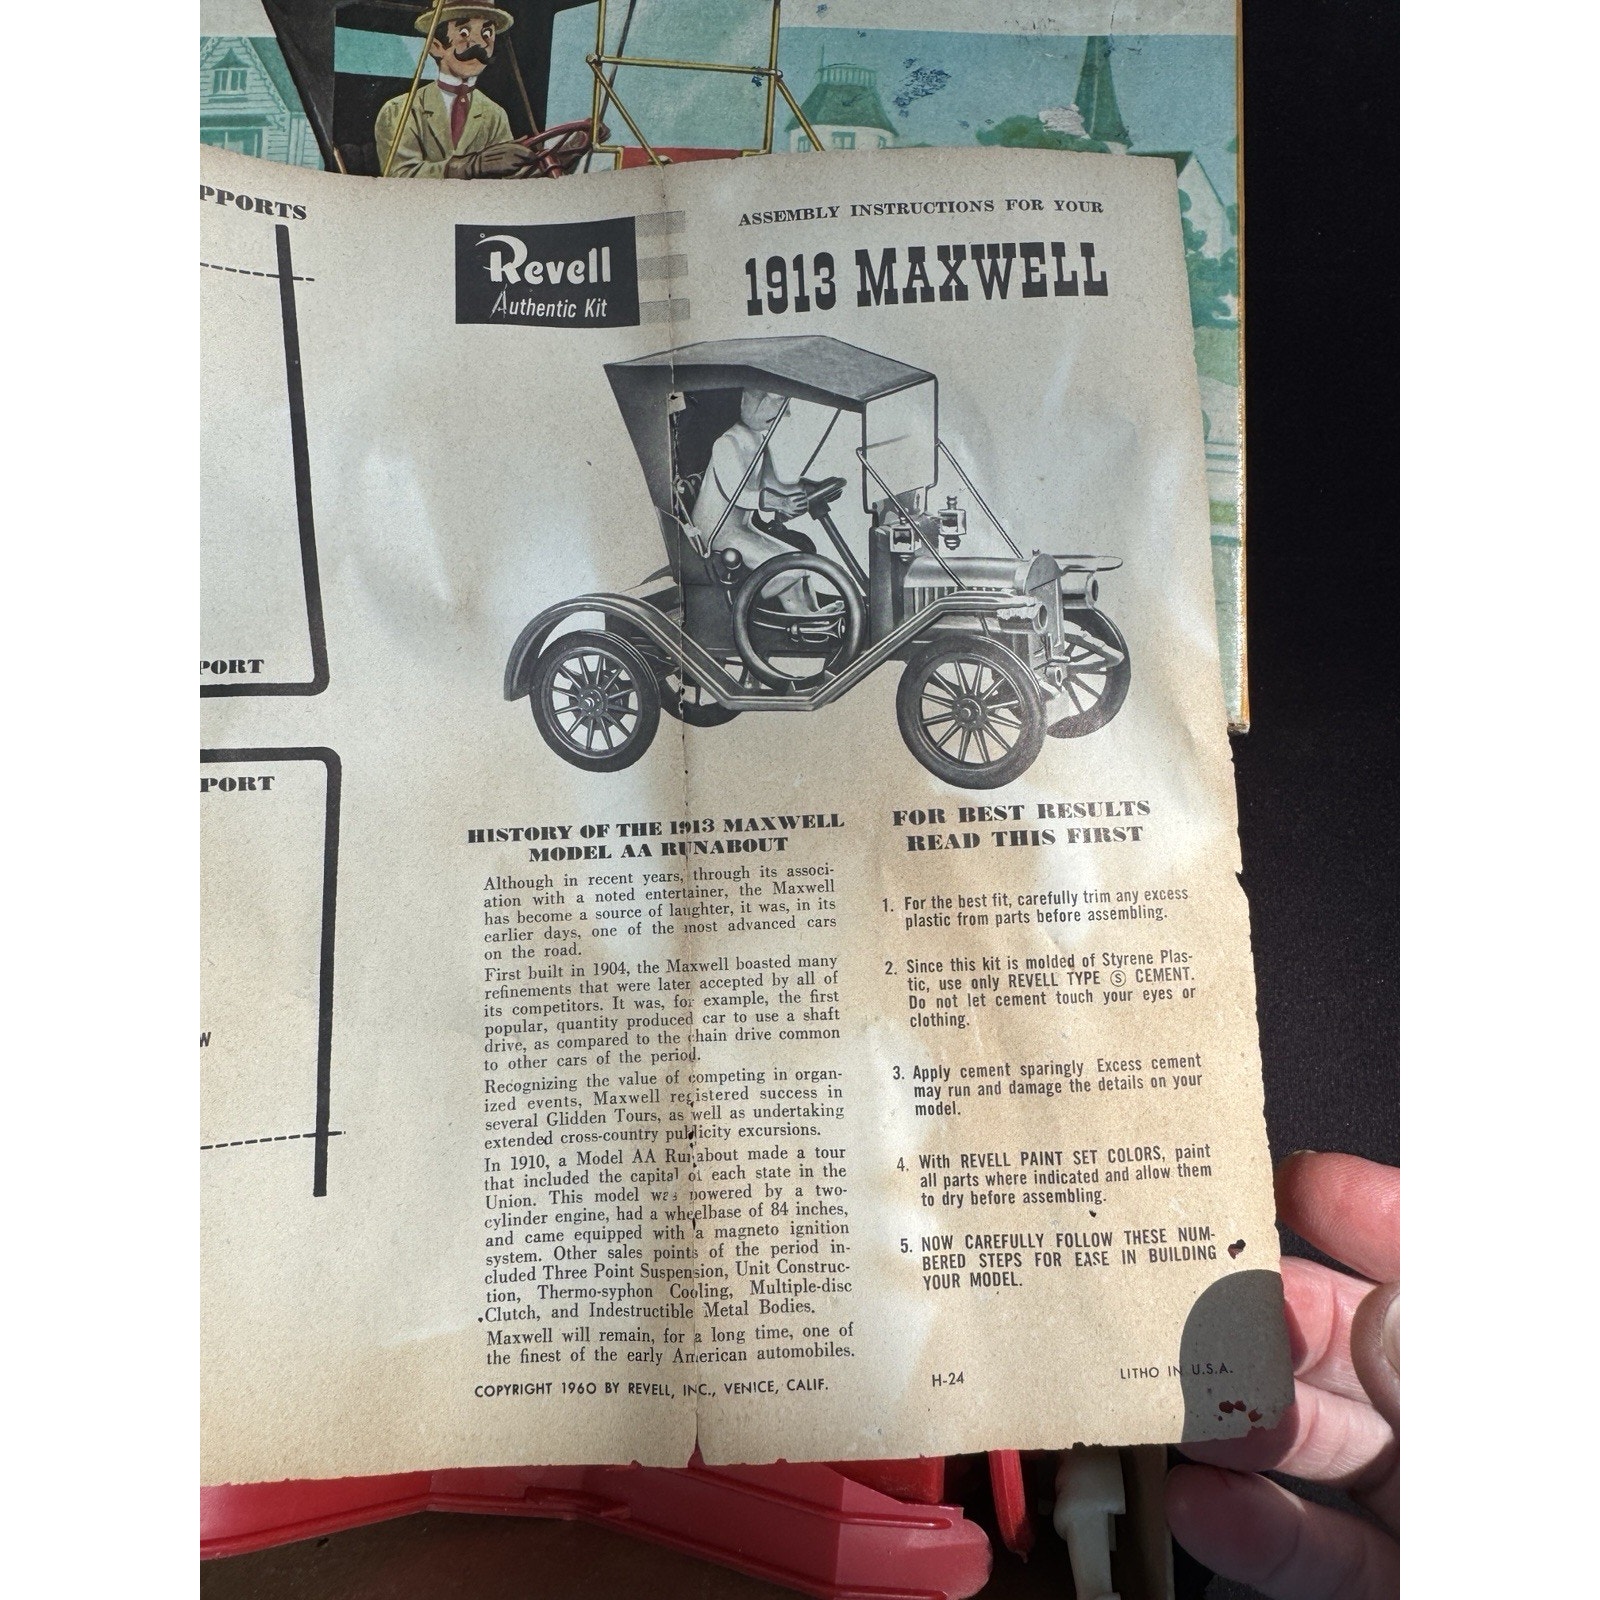 PPORTS
PORT
PORT
W
Revell
Authentic Kit
ASSEMBLY INSTRUCTIONS FOR YOUR
1913 MAXWELL
HISTORY OF THE 1913 MAXWELL
MODEL AA RUNABOUT
Although in recent years, through its associ-
ation with a noted entertainer, the Maxwell
has become a source of laughter, it was, in its
earlier days, one of the most advanced cars
on the road.
First built in 1904, the Maxwell boasted many
refinements that were later accepted by all of
its competitors. It was, for example, the first
popular, quantity produced car to use a shaft
drive, as compared to the chain drive common
to other cars of the period.
Recognizing the value of competing in organ-
ized events, Maxwell registered success in
several Glidden Tours, as well as undertaking
extended cross-country publicity excursions.
In 1910, a Model AA Runabout made a tour
that included the capital of each state in the
Union. This model was powered by a two-
cylinder engine, had a wheelbase of 84 inches,
and came equipped with a magneto ignition
system. Other sales points of the period in-
cluded Three Point Suspension, Unit Construc-
tion, Thermo-syphon Cooling, Multiple-disc
Clutch, and Indestructible Metal Bodies.
Maxwell will remain, for a long time, one of
the finest of the early American automobiles.
COPYRIGHT 1960 BY REVELL, INC., VENICE, CALIF.
FOR BEST RESULTS
READ THIS FIRST
1. For the best fit, carefully trim any excess
plastic from parts before assembling.
2. Since this kit is molded of Styrene Plas-
tic, use only REVELL TYPE Ⓢ CEMENT.
Do not let cement touch your eyes or
clothing.
3. Apply cement sparingly Excess cement
may run and damage the details on your
model.
4. With REVELL PAINT SET COLORS, paint
all parts where indicated and allow them
to dry before assembling.
5. NOW CAREFULLY FOLLOW THESE NUM-
BERED STEPS FOR EASE IN BUILDING
YOUR MODEL.
H-24
LITHO IN U.S.A.